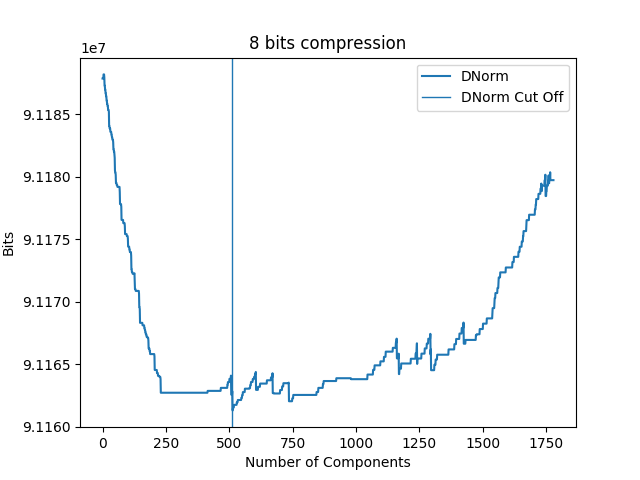 8 bits compression
1e7
DNorm
DNorm Cut Off
9.1185
9.1180
9.1175
9.1170
9.1165
9.1160
Bits
0 250 500 750 1000 1250 1500 1750
Number of Components